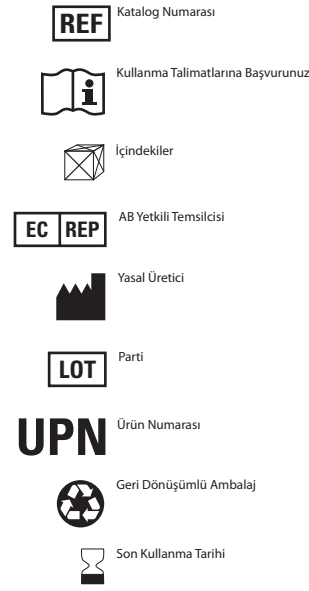 REF Katalog Numarası
Kullanma Talimatlarına Başvurunuz
İçindekiler
EC REP AB Yetkili Temsilcisi
Yasal Üretici
LOT Parti
UPN Ürün Numarası
Geri Dönüşümlü Ambalaj
Son Kullanma Tarihi